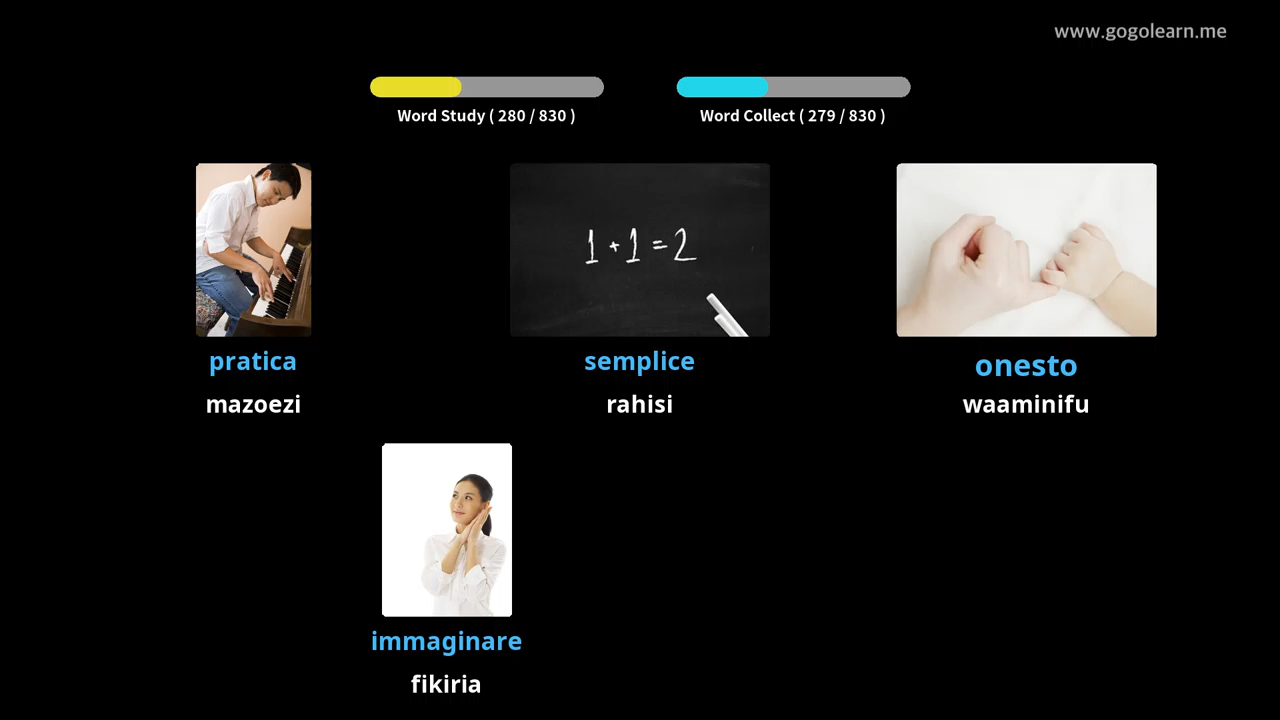 www.gogolearn.me
Word Study ( 280 / 830 )
Word Collect ( 279 / 830 )
1 + 1 = 2
pratica
mazoezi
semplice
rahisi
onesto
waaminifu
immaginare
fikiria